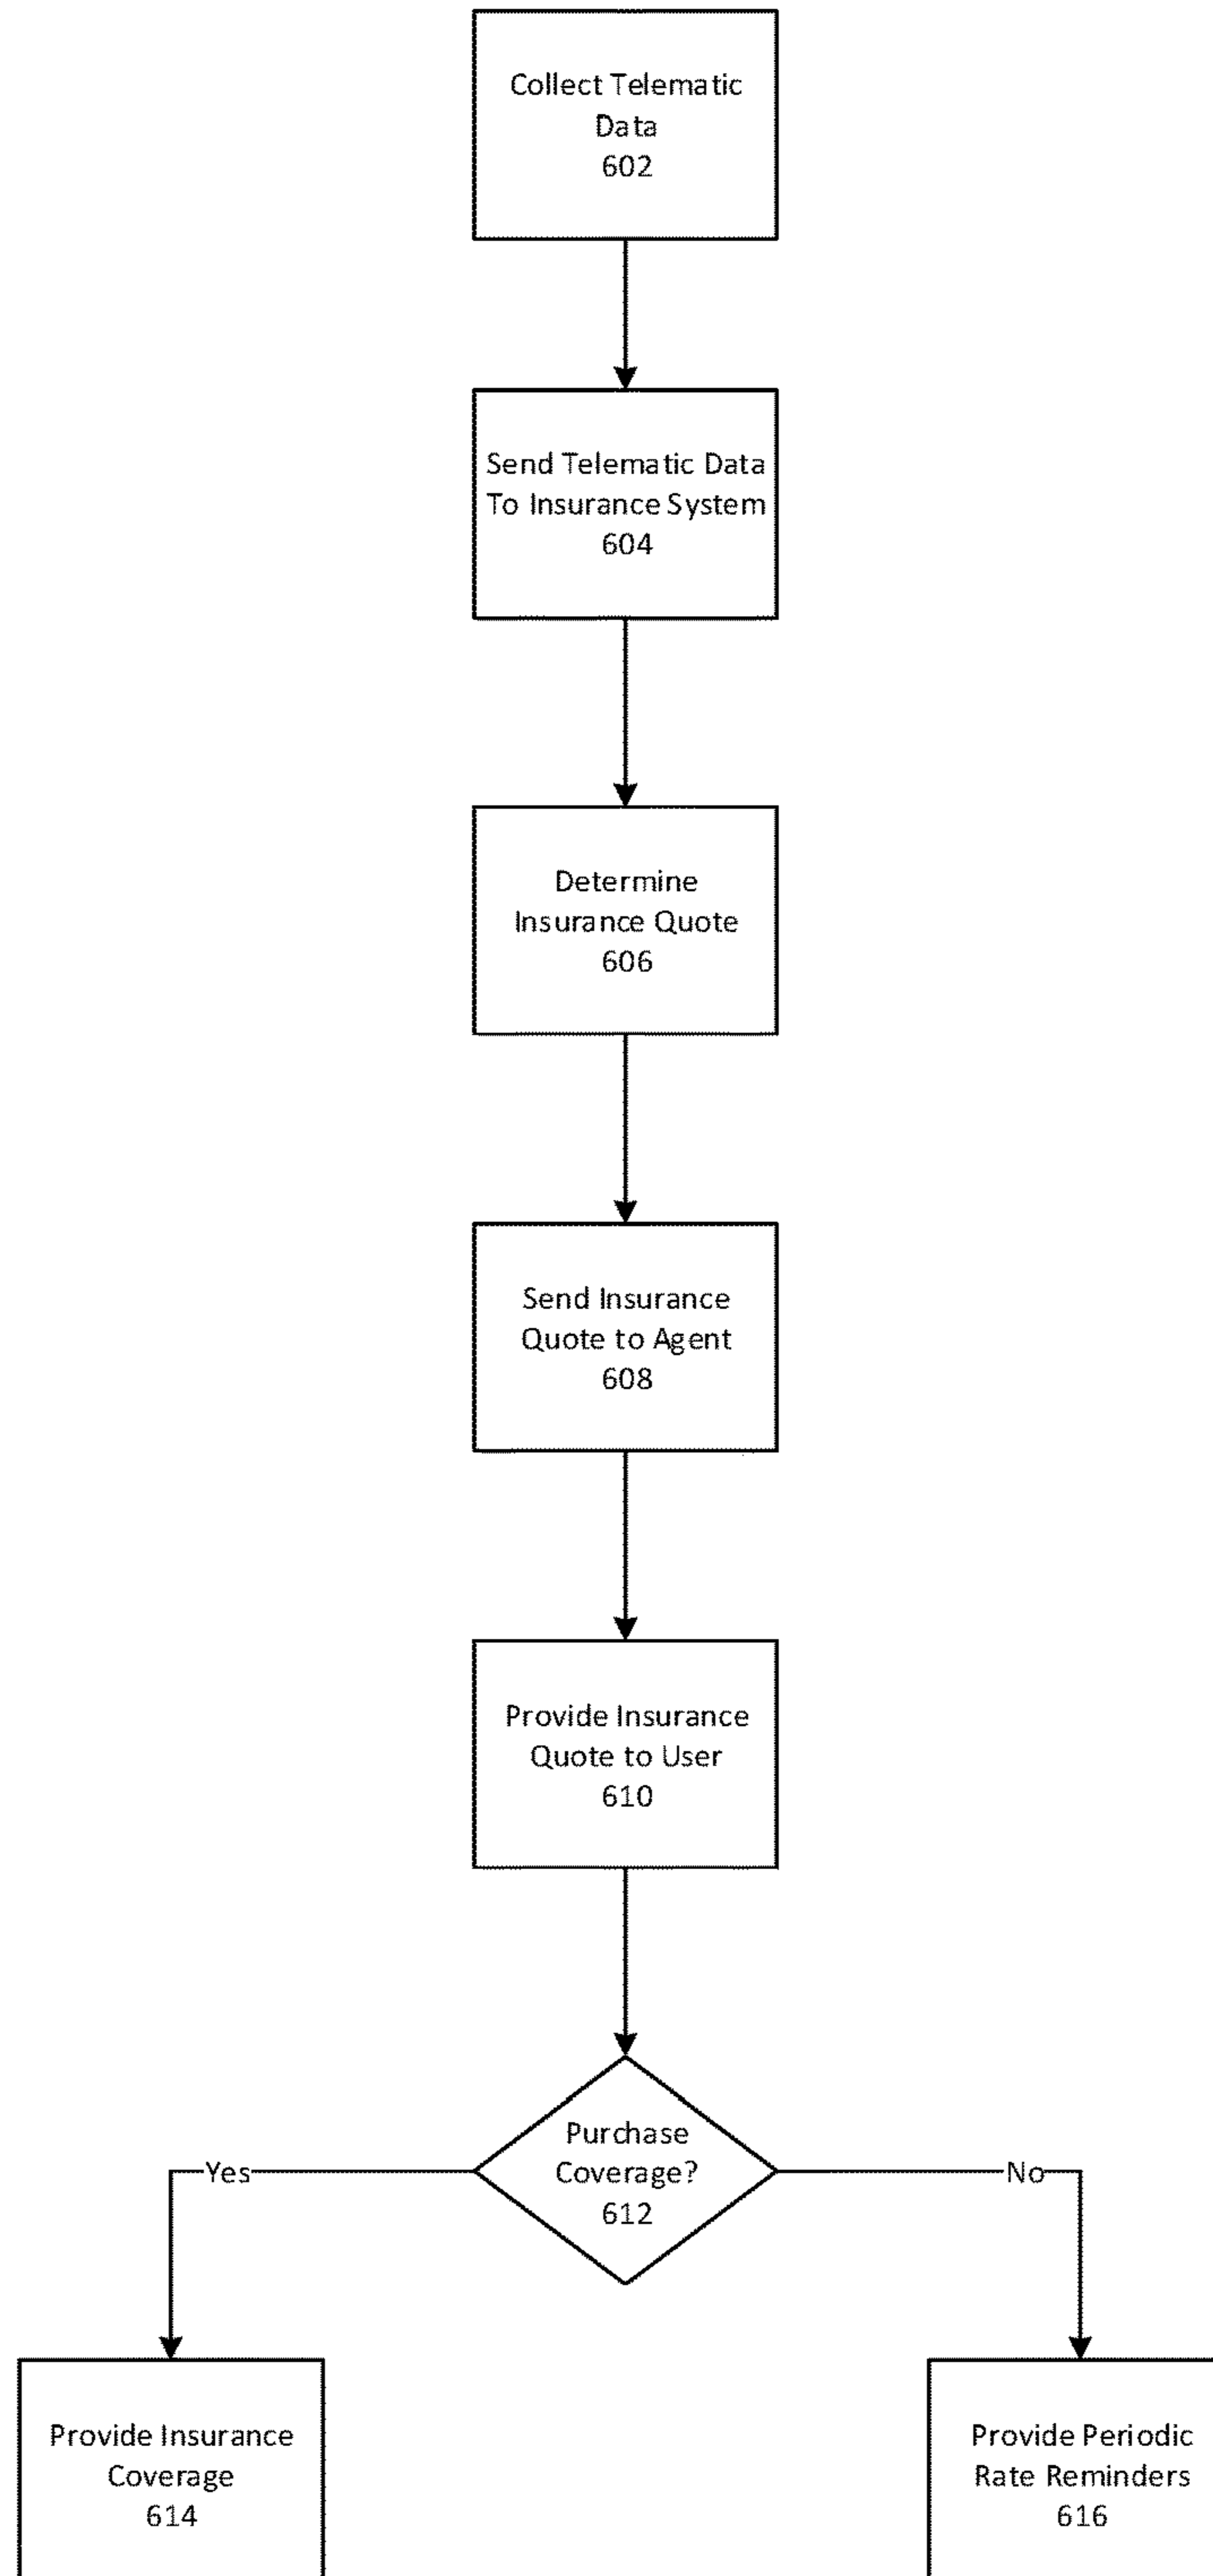 Collect Telematic
Data
602
Send Telematic Data
To Insurance System
604
Determine
Insurance Quote
606
Send Insurance
Quote to Agent
608
Provide Insurance
Quote to User
610
Purchase
Coverage?
612
Yes
No
Provide Insurance
Coverage
614
Provide Periodic
Rate Reminders
616